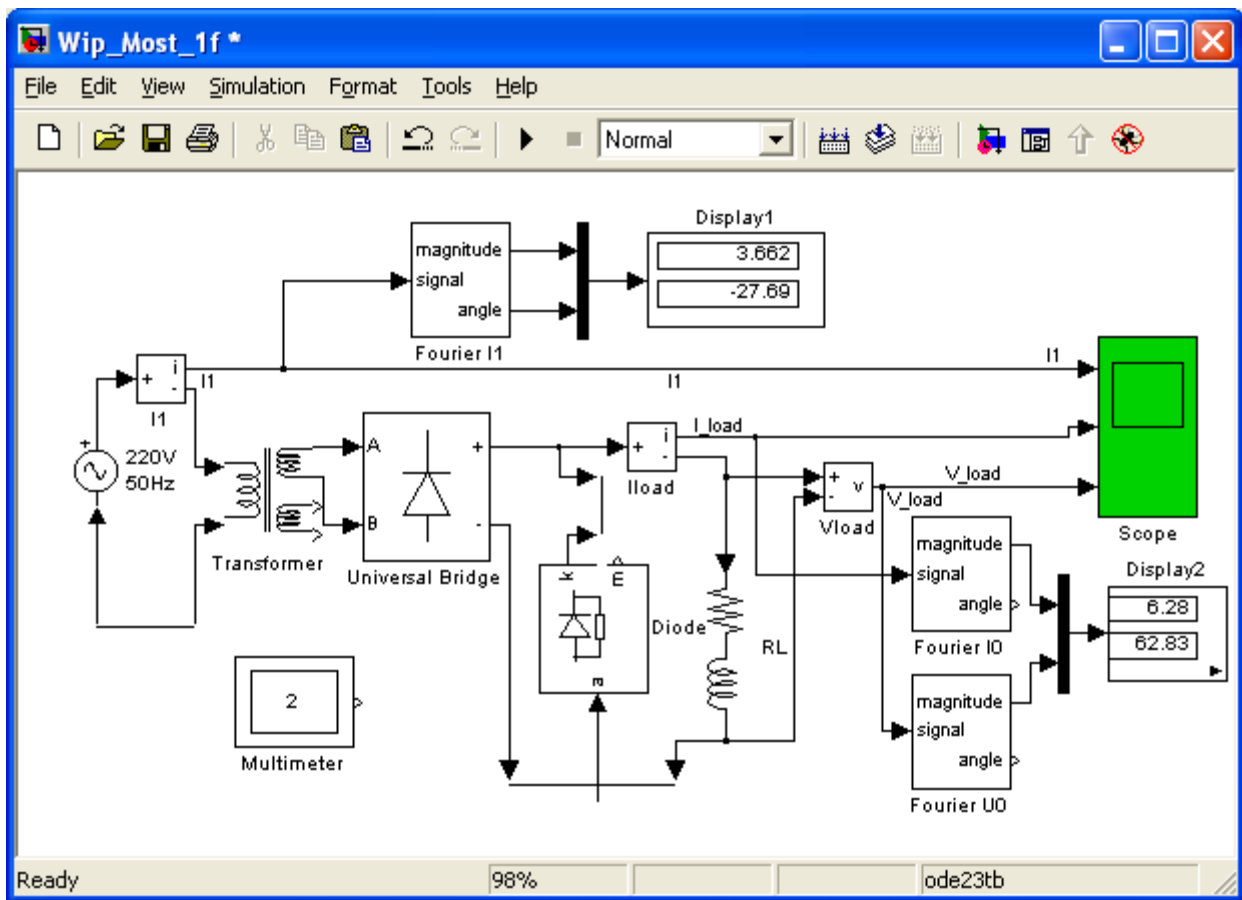 Wip_Most_1f *
File Edit View Simulation Format Tools Help
Normal
Display1
magnitude
signal
angle
3.662
-27.69
Fourier I1
i
+
-
I1
I1
I1
I1
+
220V
50Hz
Transformer
A
B
+
-
Universal Bridge
+
i
-
I_load
Iload
k
m
a
Diode
RL
+
-
v
Vload
V_load
V_load
Scope
magnitude
signal
angle
Fourier I0
Display2
6.28
62.83
magnitude
signal
angle
Fourier U0
2
Multimeter
Ready
98%
ode23tb